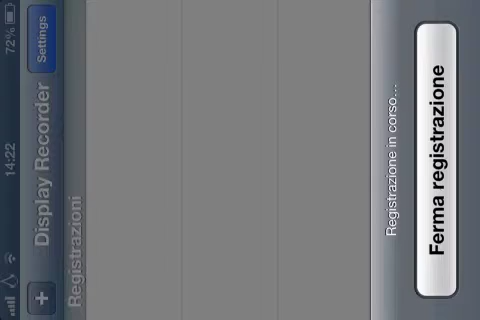 14:22
72%
+
Display Recorder
Settings
Registrazioni
Registrazione in corso...
Ferma registrazione